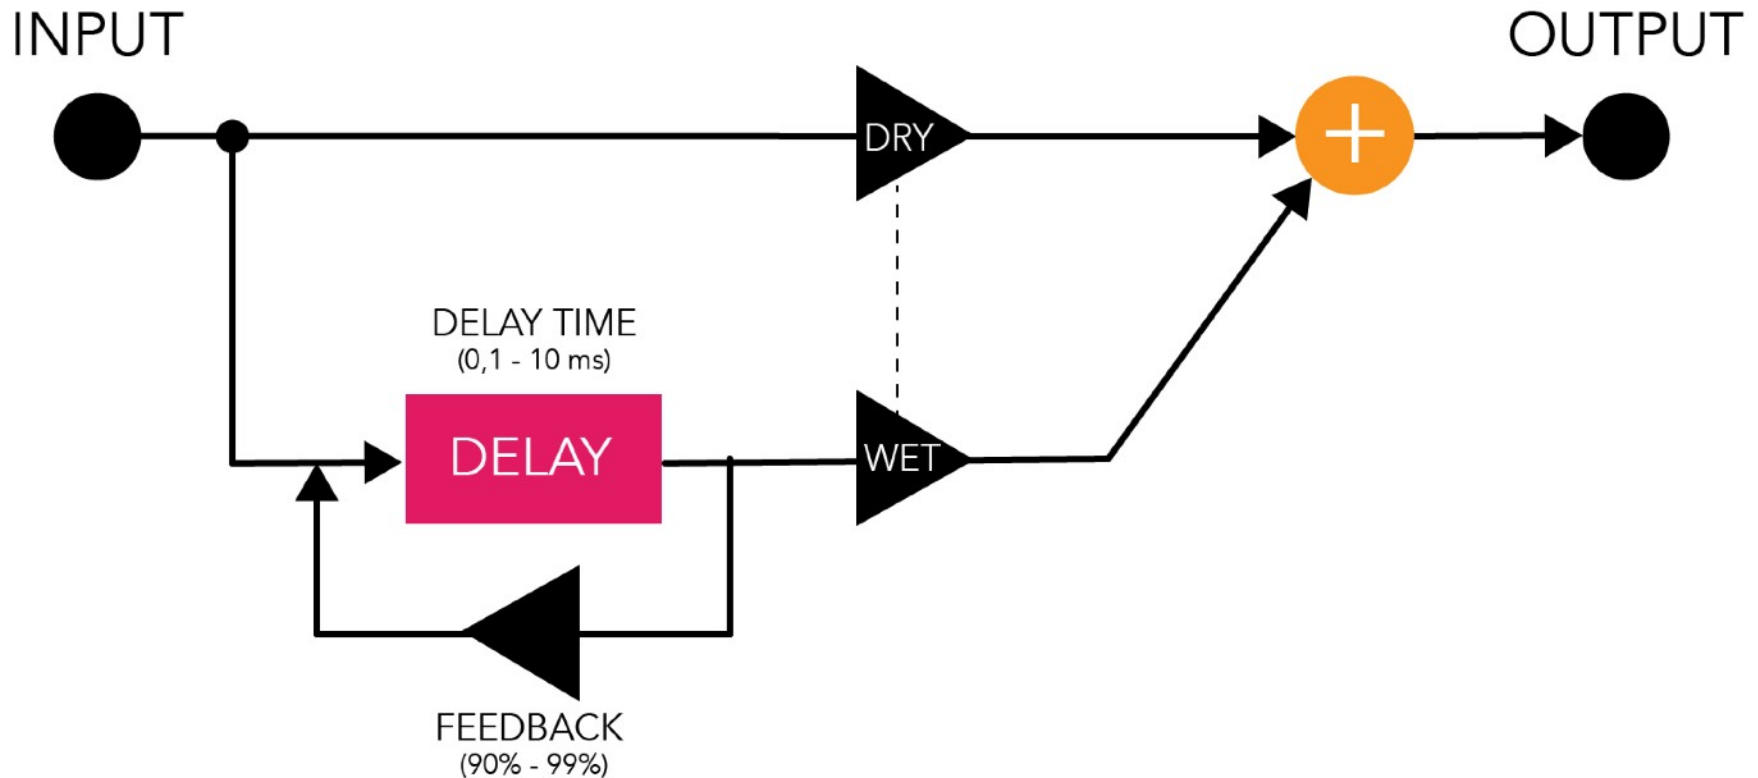 INPUT
OUTPUT
DRY
+
DELAY TIME
(0,1 - 10 ms)
DELAY
WET
FEEDBACK
(90% - 99%)